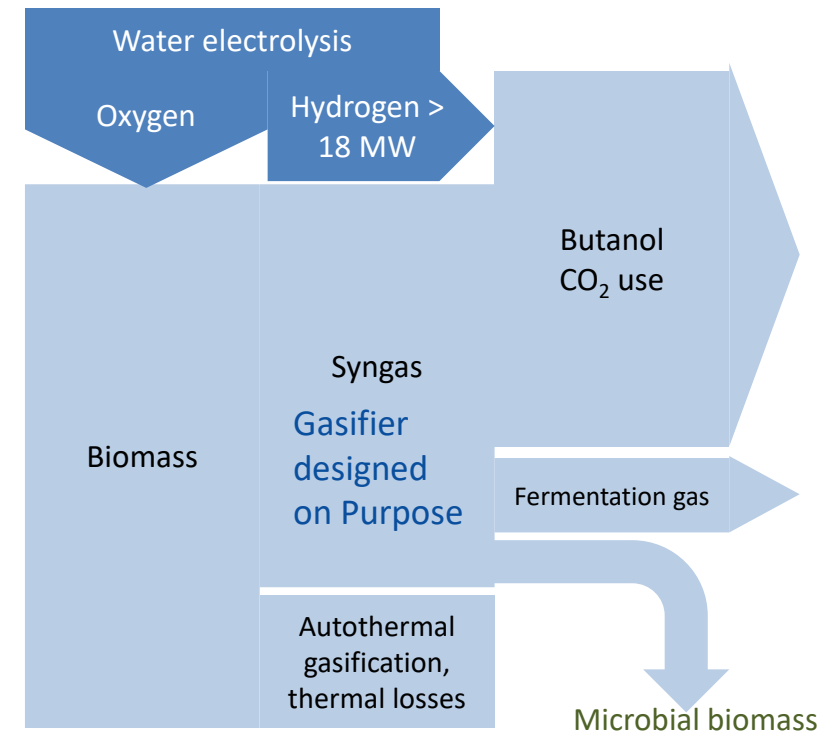 Water electrolysis
Oxygen
Hydrogen >
18 MW
Butanol
CO₂ use
Syngas
Gasifier
designed
on Purpose
Biomass
Fermentation gas
Autothermal
gasification,
thermal losses
Microbial biomass